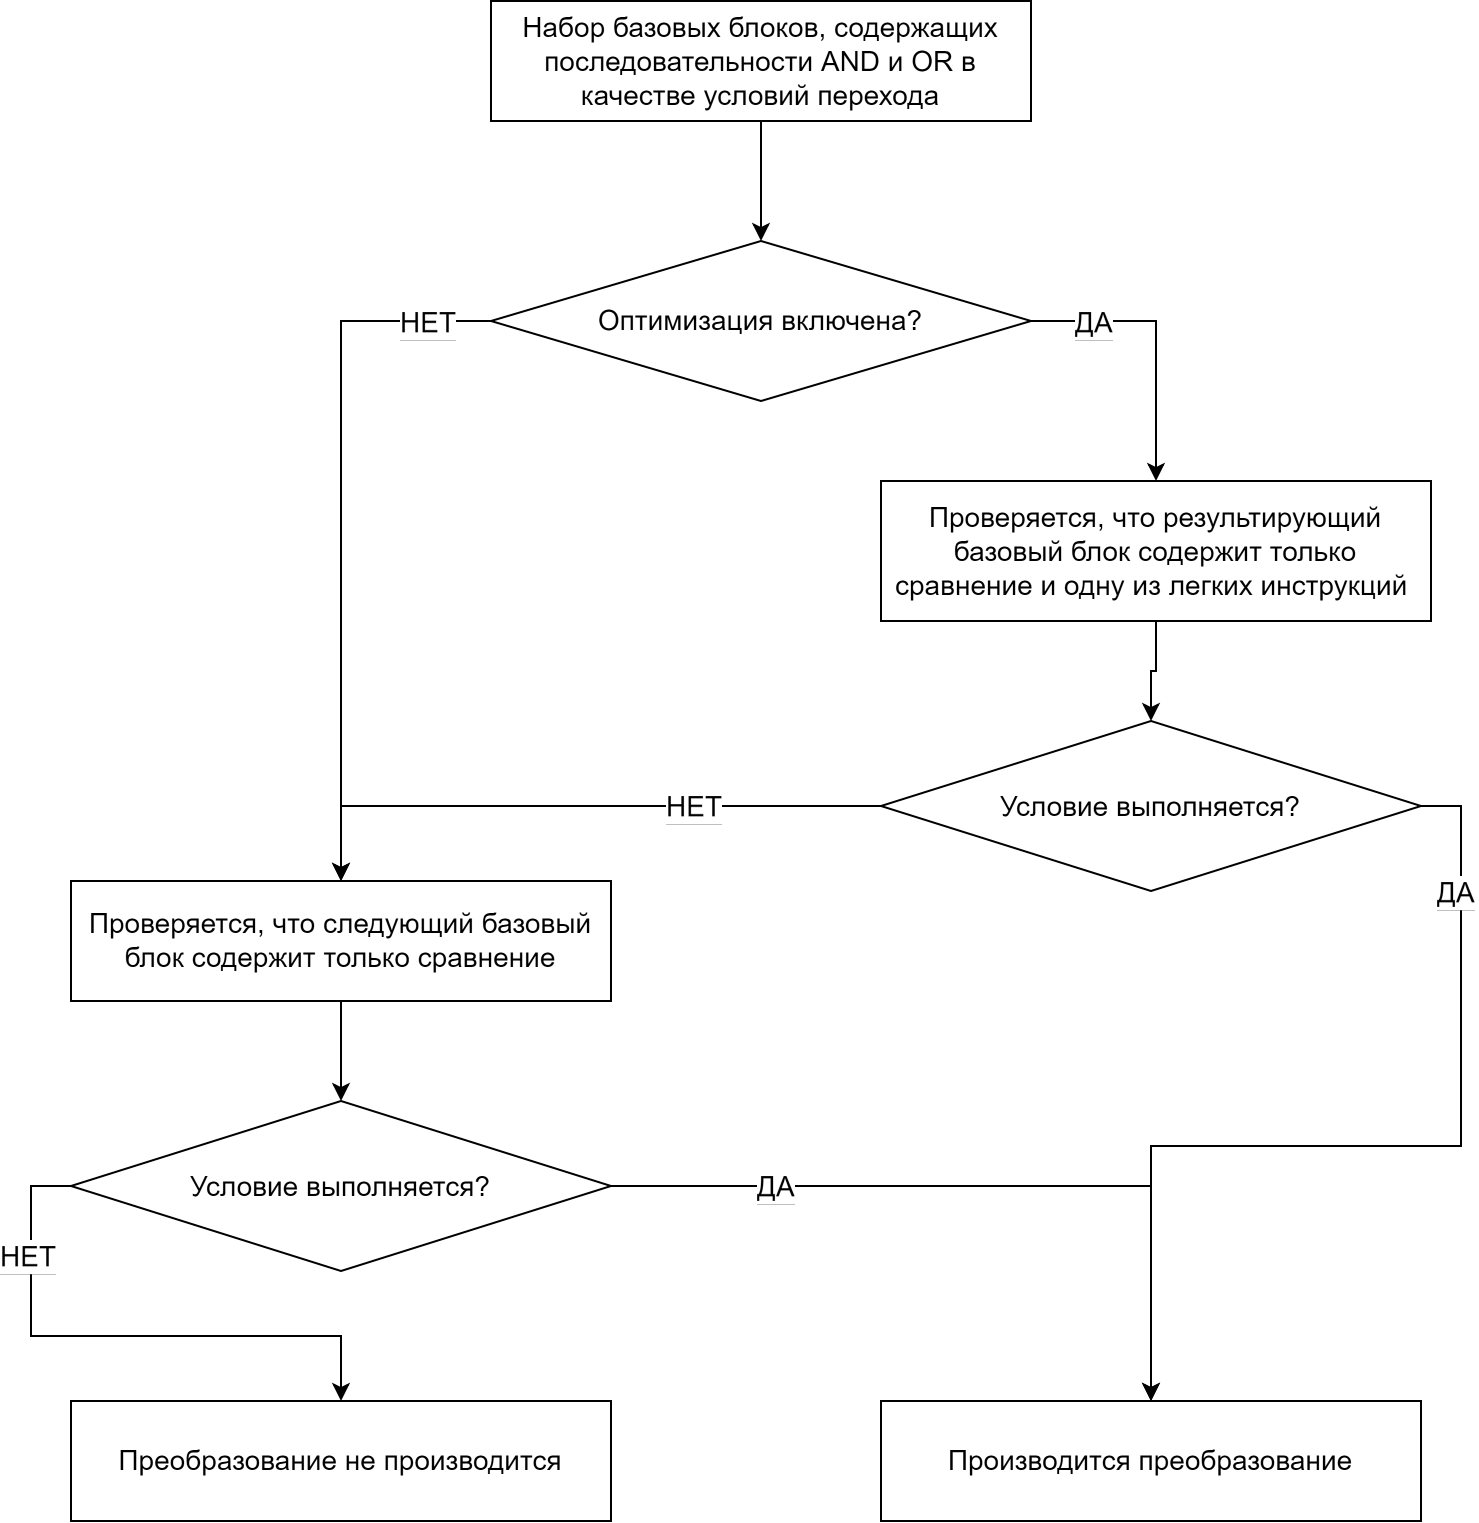 Набор базовых блоков, содержащих
последовательности AND и OR в
качестве условий перехода
Оптимизация включена?
НЕТ
ДА
Проверяется, что результирующий
базовый блок содержит только
сравнение и одну из легких инструкций
Условие выполняется?
НЕТ
ДА
Проверяется, что следующий базовый
блок содержит только сравнение
Условие выполняется?
ДА
НЕТ
Преобразование не производится
Производится преобразование